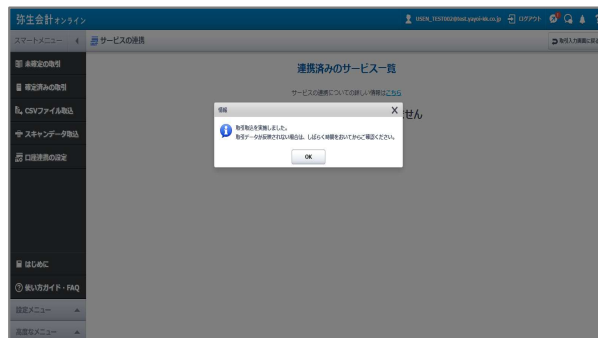 弥生会計オンライン
USEN_TEST002@test.yayoi-kk.co.jp ログアウト
スマートメニュー
サービスの連携
取引入力画面に戻る
未確定の取引
確定済みの取引
CSVファイル取込
スキャンデータ取込
口座連携の設定
連携済みのサービス一覧
サービスの連携についての詳しい情報はこちら
せん
情報 X
取引取込を実施しました。
取引データが反映されない場合は、しばらく時間をおいてからご確認ください。
OK
はじめに
使い方ガイド・FAQ
設定メニュー
高度なメニュー